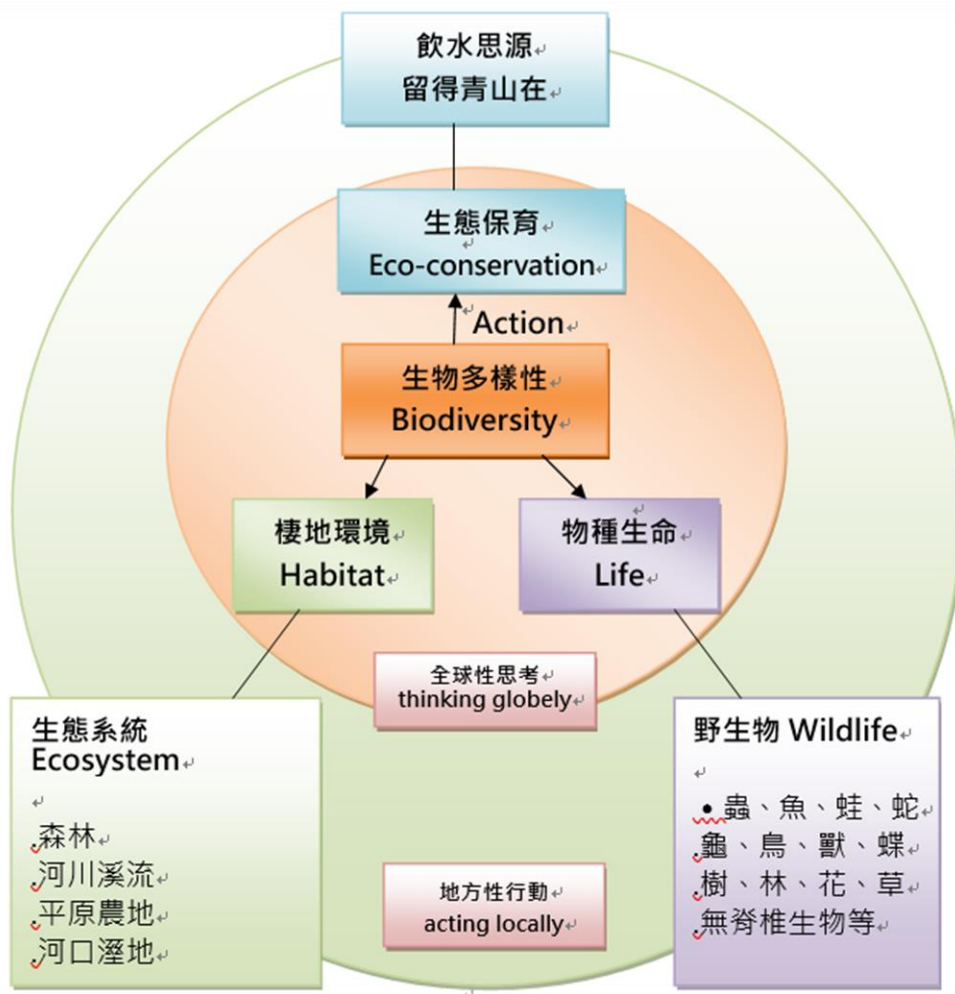 飲水思源
留得青山在
生態保育
Eco-conservation
Action
生物多樣性
Biodiversity
棲地環境
Habitat
物種生命
Life
全球性思考
thinking globely
生態系統
Ecosystem
.森林
.河川溪流
.平原農地
.河口溼地
野生物 Wildlife
•蟲、魚、蛙、蛇
.龜、鳥、獸、蝶
.樹、林、花、草
.無脊椎生物等
地方性行動
acting locally